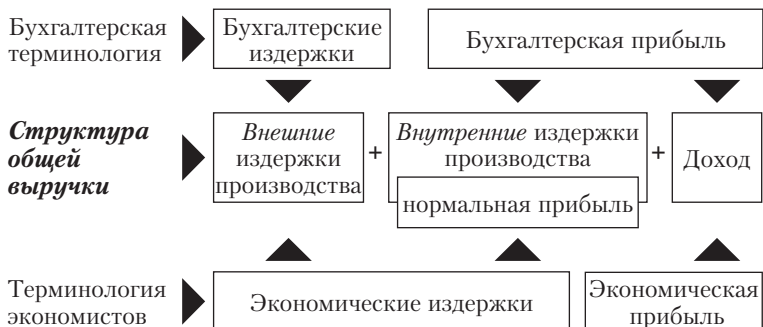 Бухгалтерская
терминология
Бухгалтерские
издержки
Бухгалтерская прибыль
Структура
общей
выручки
Внешние
издержки
производства
+
Внутренние издержки
производства
нормальная прибыль
+
Доход
Терминология
экономистов
Экономические издержки
Экономическая
прибыль